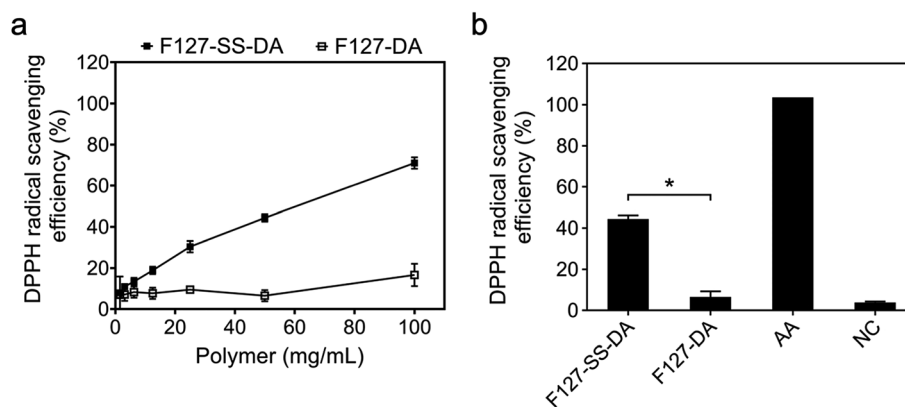 a
F127-SS-DA
F127-DA
DPPH radical scavenging
efficiency (%)
120
100
80
60
40
20
0
0
20
40
60
80
100
Polymer (mg/mL)
b
DPPH radical scavenging
efficiency (%)
120
100
80
60
40
20
0
*
F127-SS-DA
F127-DA
AA
NC